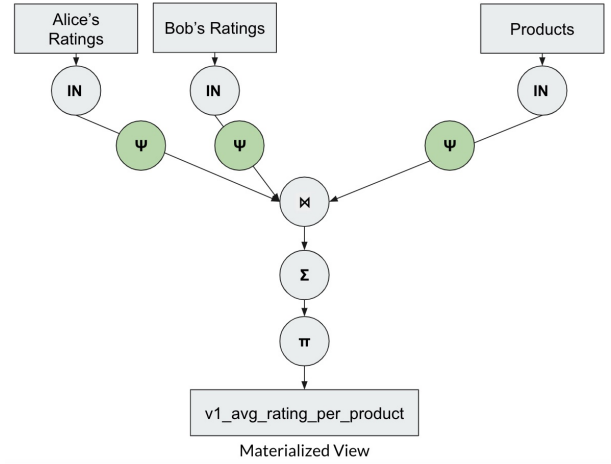 Alice's
Ratings
Bob's Ratings
Products
IN
IN
IN
Ψ
Ψ
Ψ
⋈
Σ
π
v1_avg_rating_per_product
Materialized View